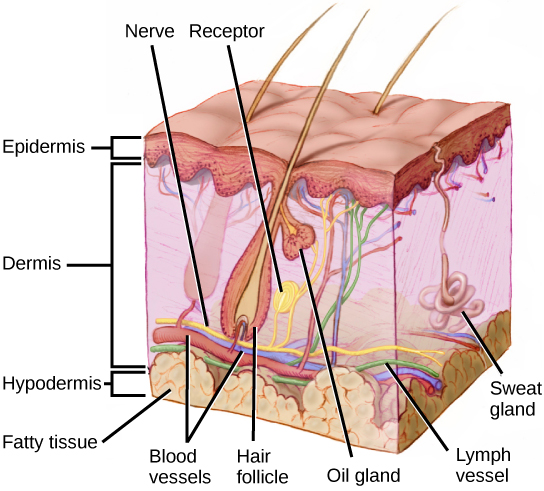 Nerve
Receptor
Epidermis
Dermis
Hypodermis
Fatty tissue
Blood
vessels
Hair
follicle
Oil gland
Lymph
vessel
Sweat
gland